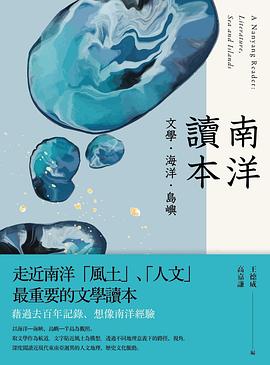 A Nanyang Reader:
Literature,
Sea and Islands
南洋
讀本
文學・海洋・島嶼
王德威
高嘉謙
編
走近南洋「風土」、「人文」
最重要的文學讀本
藉過去百年記錄、想像南洋經驗